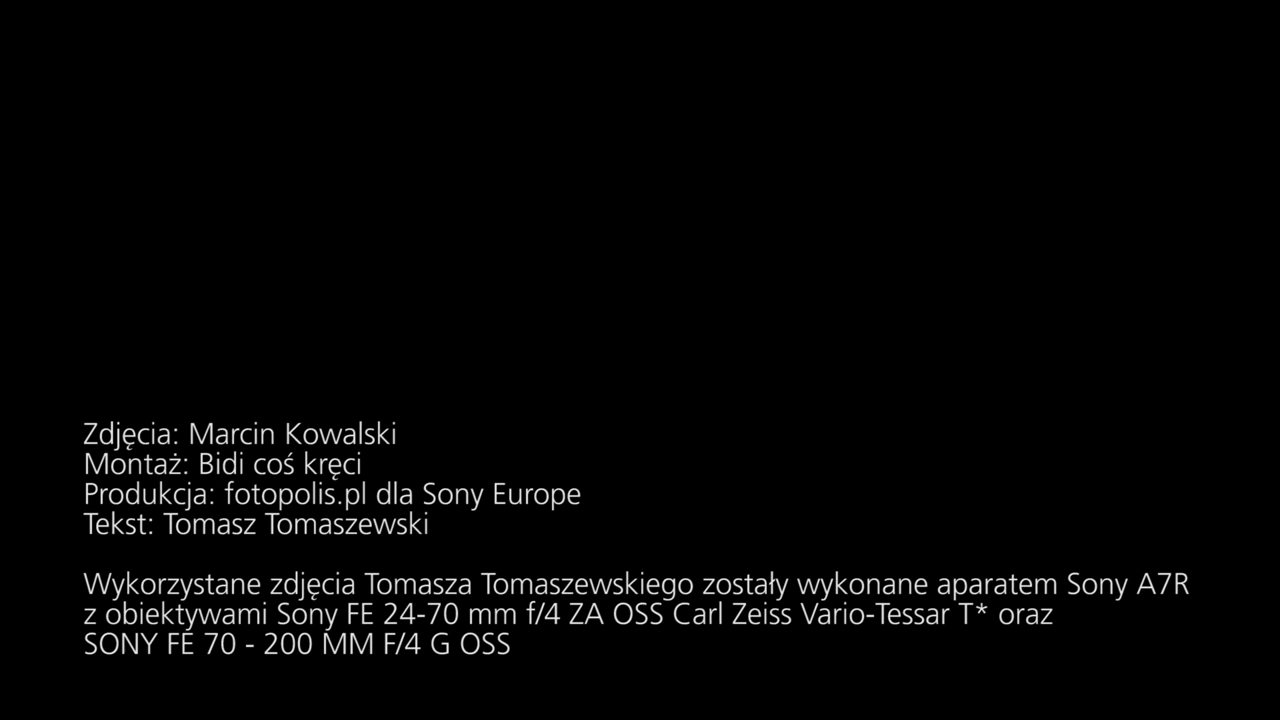 Zdjęcia: Marcin Kowalski
Montaż: Bidi coś kręci
Produkcja: fotopolis.pl dla Sony Europe
Tekst: Tomasz Tomaszewski
Wykorzystane zdjęcia Tomasza Tomaszewskiego zostały wykonane aparatem Sony A7R
z obiektywami Sony FE 24-70 mm f/4 ZA OSS Carl Zeiss Vario-Tessar T* oraz
SONY FE 70 - 200 MM F/4 G OSS